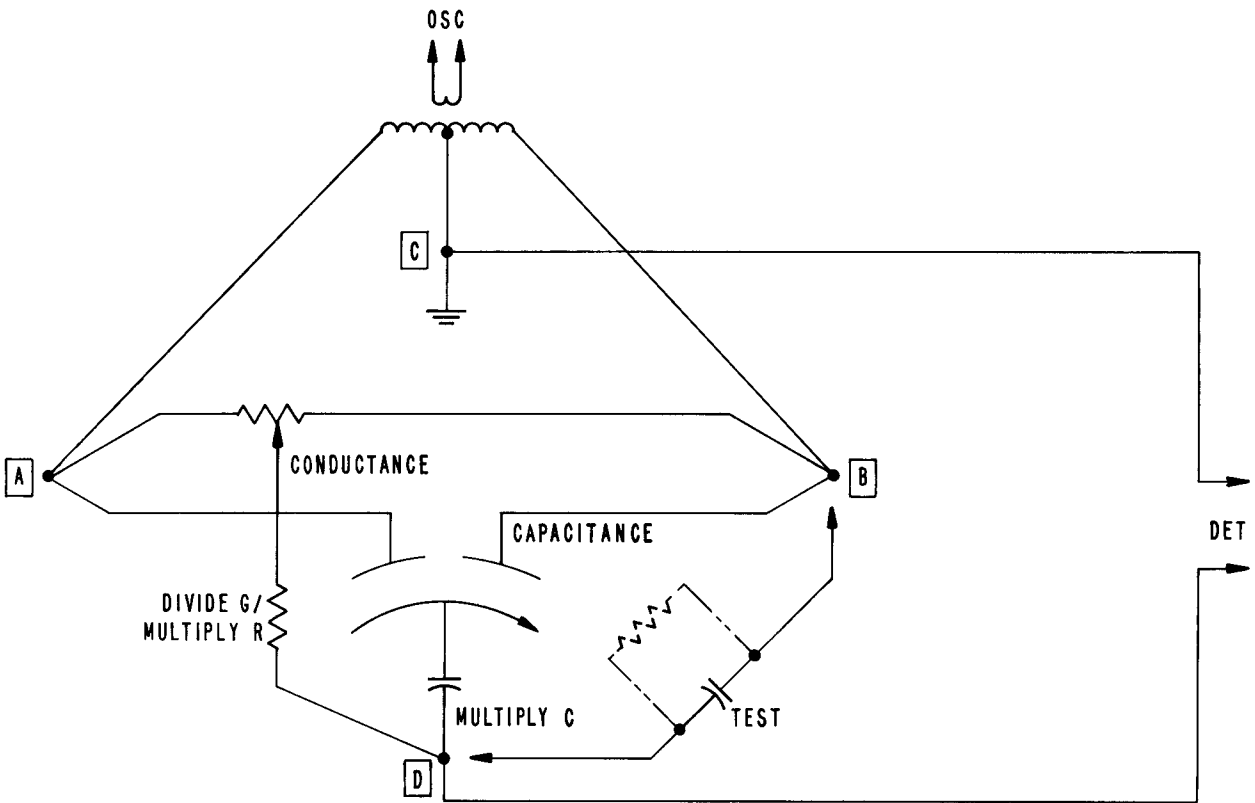 OSC
C
A
CONDUCTANCE
B
CAPACITANCE
DET
DIVIDE G/
MULTIPLY R
MULTIPLY C
TEST
D